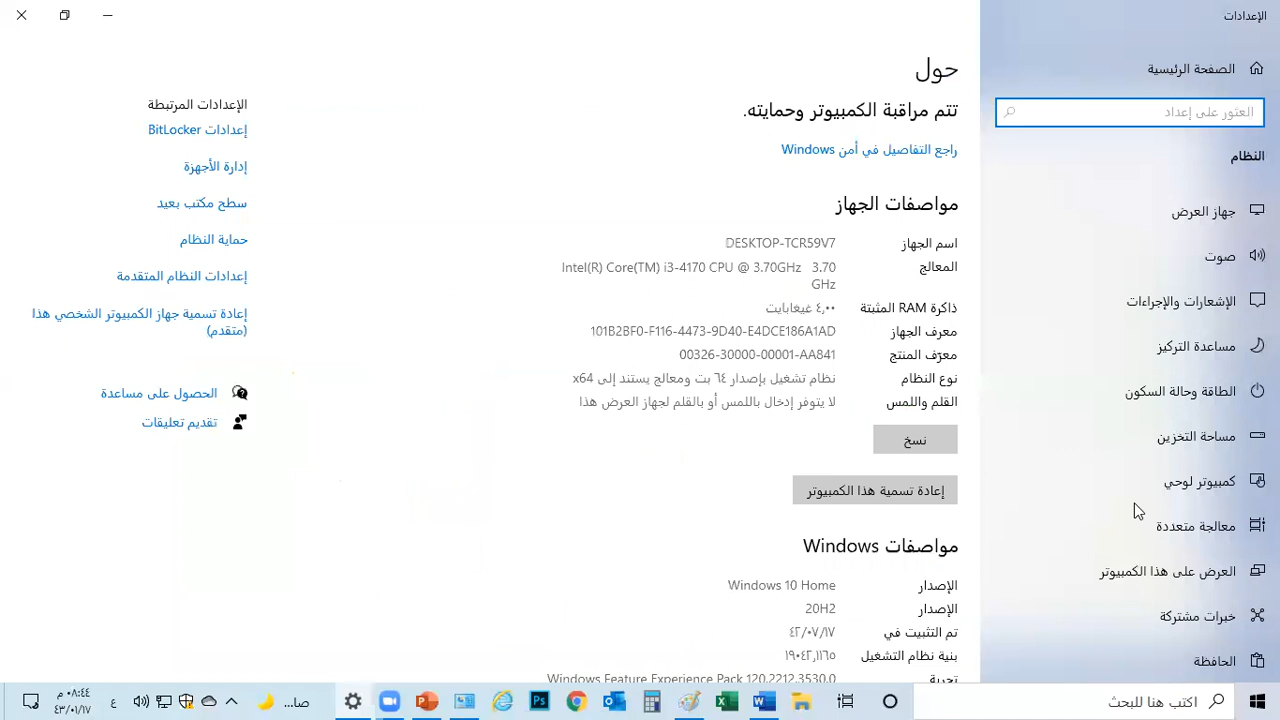 الإعدادات
الصفحة الرئيسية
العثور على إعداد
النظام
جهاز العرض
صوت
الإشعارات والإجراءات
مساعدة التركيز
الطاقة وحالة السكون
مساحة التخزين
كمبيوتر لوحي
معالجة متعددة
العرض على هذا الكمبيوتر
خبرات مشتركة
الحافظة
حول
تتم مراقبة الكمبيوتر وحمايته.
راجع التفاصيل في أمن Windows
مواصفات الجهاز
اسم الجهاز DESKTOP-TCR59V7
المعالج Intel(R) Core(TM) i3-4170 CPU @ 3.70GHz 3.70
GHz
ذاكرة RAM المثبتة ٤,٠٠ غيغابايت
معرف الجهاز 101B2BF0-F116-4473-9D40-E4DCE186A1AD
معرّف المنتج 00326-30000-00001-AA841
نوع النظام نظام تشغيل بإصدار ٦٤ بت ومعالج يستند إلى x64
القلم واللمس لا يتوفر إدخال باللمس أو بالقلم لجهاز العرض هذا
نسخ
إعادة تسمية هذا الكمبيوتر
مواصفات Windows
الإصدار Windows 10 Home
الإصدار 20H2
تم التثبيت في ٤٢/٠٧/١٧
بنية نظام التشغيل ١٩٠٤٢,١١٦٥
تجربة Windows Feature Experience Pack 120.2212.3530.0
الإعدادات المرتبطة
إعدادات BitLocker
إدارة الأجهزة
سطح مكتب بعيد
حماية النظام
إعدادات النظام المتقدمة
إعادة تسمية جهاز الكمبيوتر الشخصي هذا
(متقدم)
الحصول على مساعدة
تقديم تعليقات
اكتب هنا للبحث
صا...
ع
٠٨:٤٤ م
٤٣/٠١/١٧